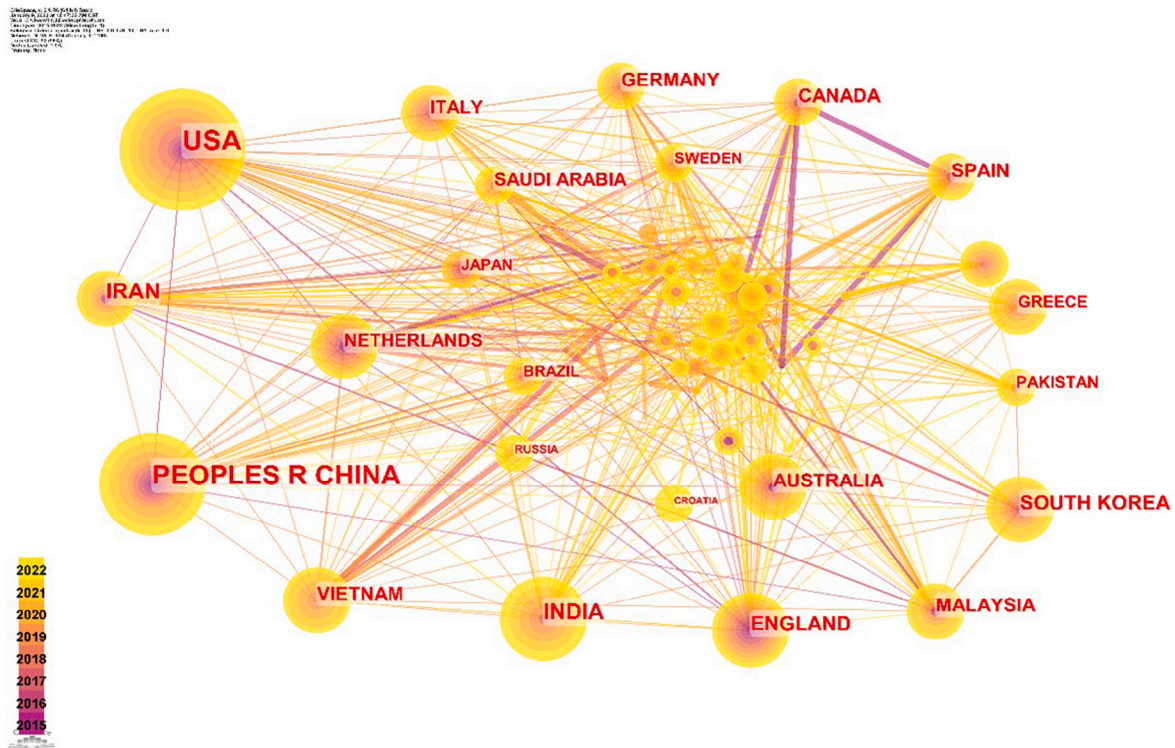 USA
ITALY
GERMANY
CANADA
SWEDEN
SPAIN
SAUDI ARABIA
JAPAN
IRAN
GREECE
NETHERLANDS
BRAZIL
PAKISTAN
RUSSIA
PEOPLES R CHINA
AUSTRALIA
CROATIA
SOUTH KOREA
VIETNAM
INDIA
ENGLAND
MALAYSIA
2022
2021
2020
2019
2018
2017
2016
2015